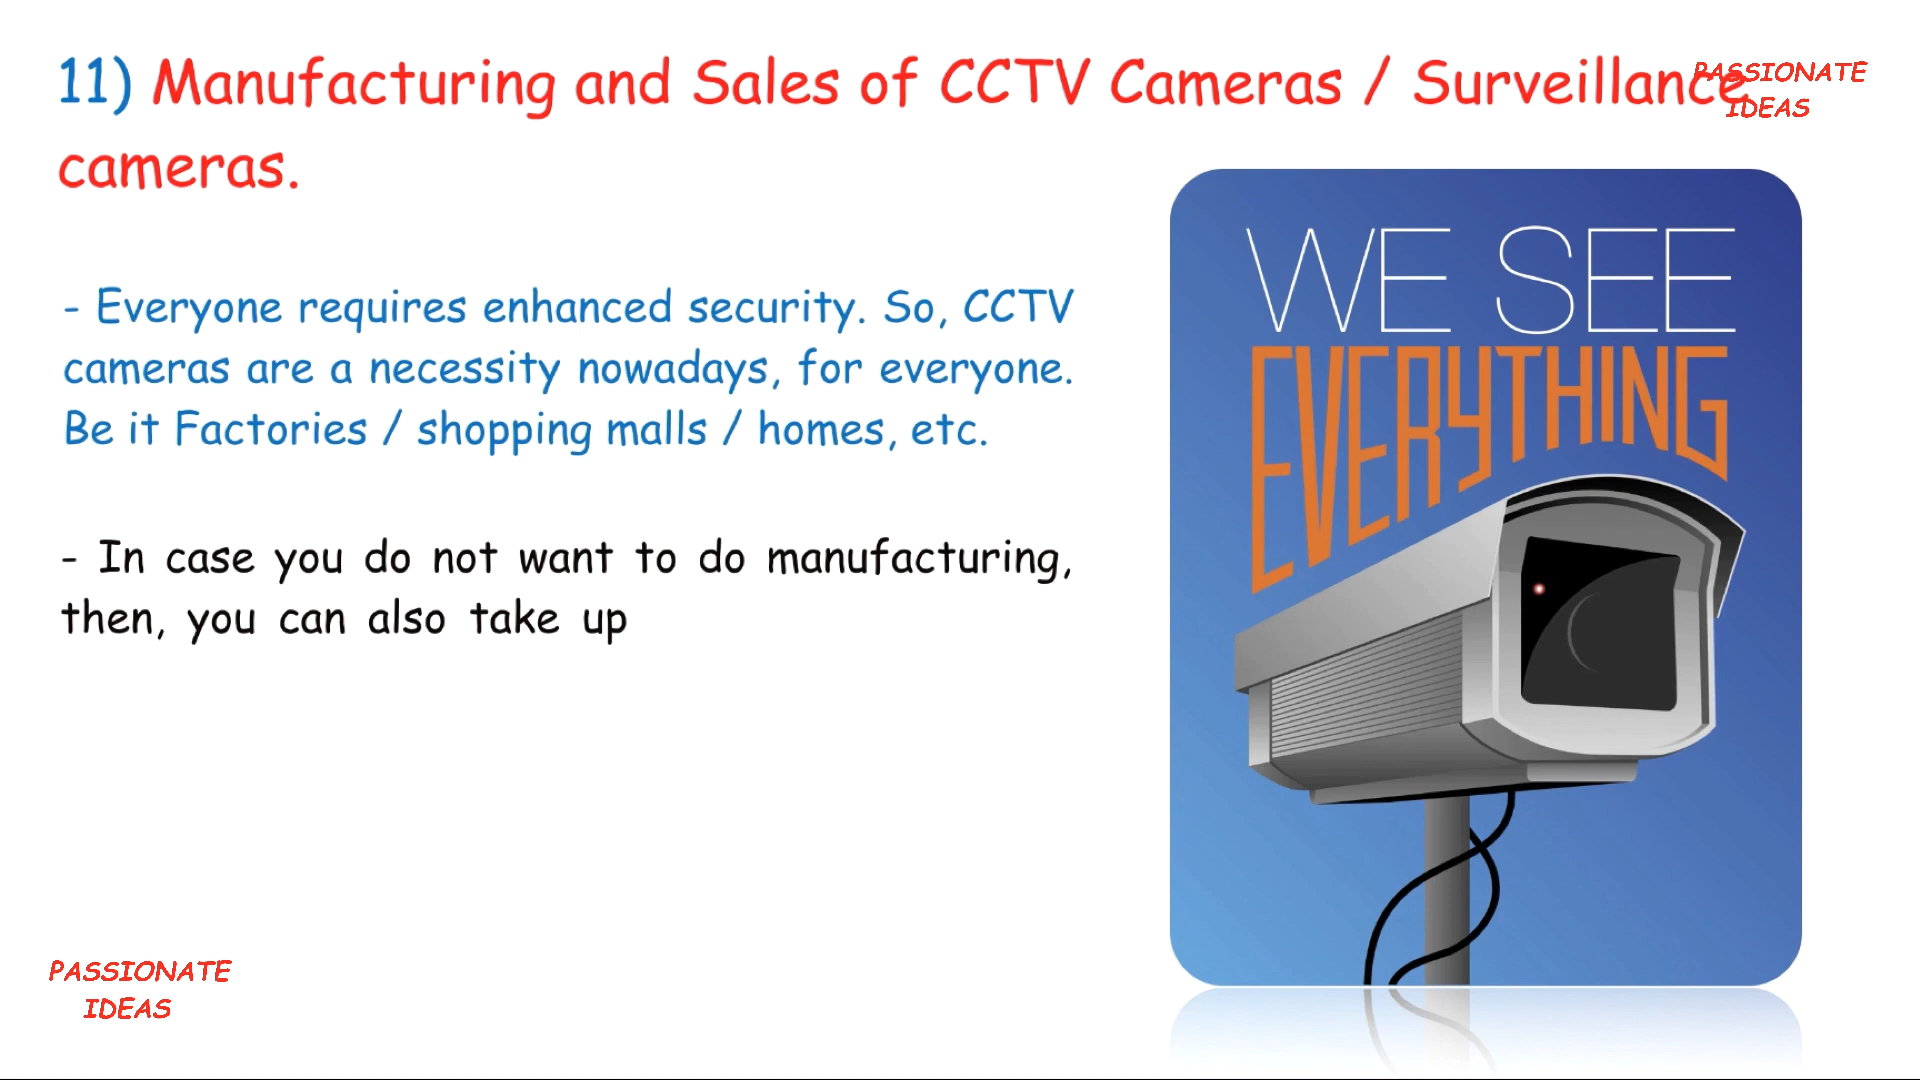 11) Manufacturing and Sales of CCTV Cameras / Surveillance
cameras.
PASSIONATE
IDEAS
- Everyone requires enhanced security. So, CCTV
cameras are a necessity nowadays, for everyone.
Be it Factories / shopping malls / homes, etc.
- In case you do not want to do manufacturing,
then, you can also take up
WE SEE
EVERYTHING
PASSIONATE
IDEAS